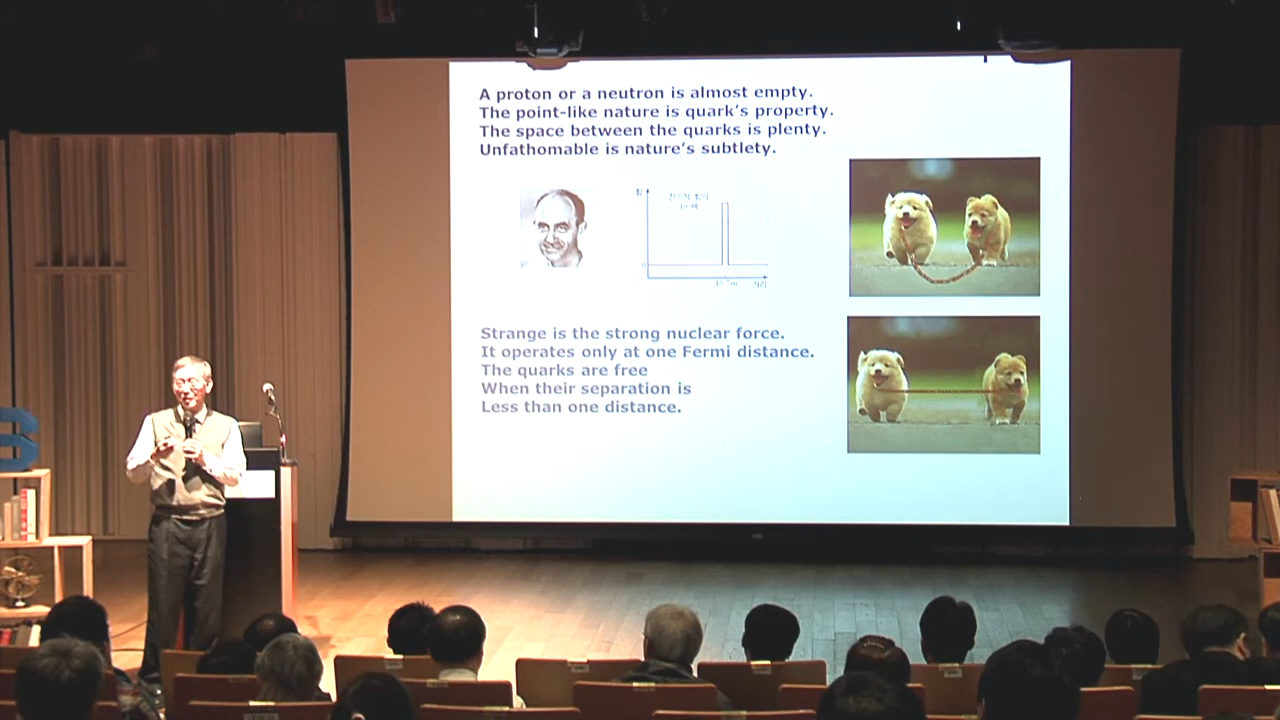 A proton or a neutron is almost empty.
The point-like nature is quark's property.
The space between the quarks is plenty.
Unfathomable is nature's subtlety.
Strange is the strong nuclear force.
It operates only at one Fermi distance.
The quarks are free
When their separation is
Less than one distance.